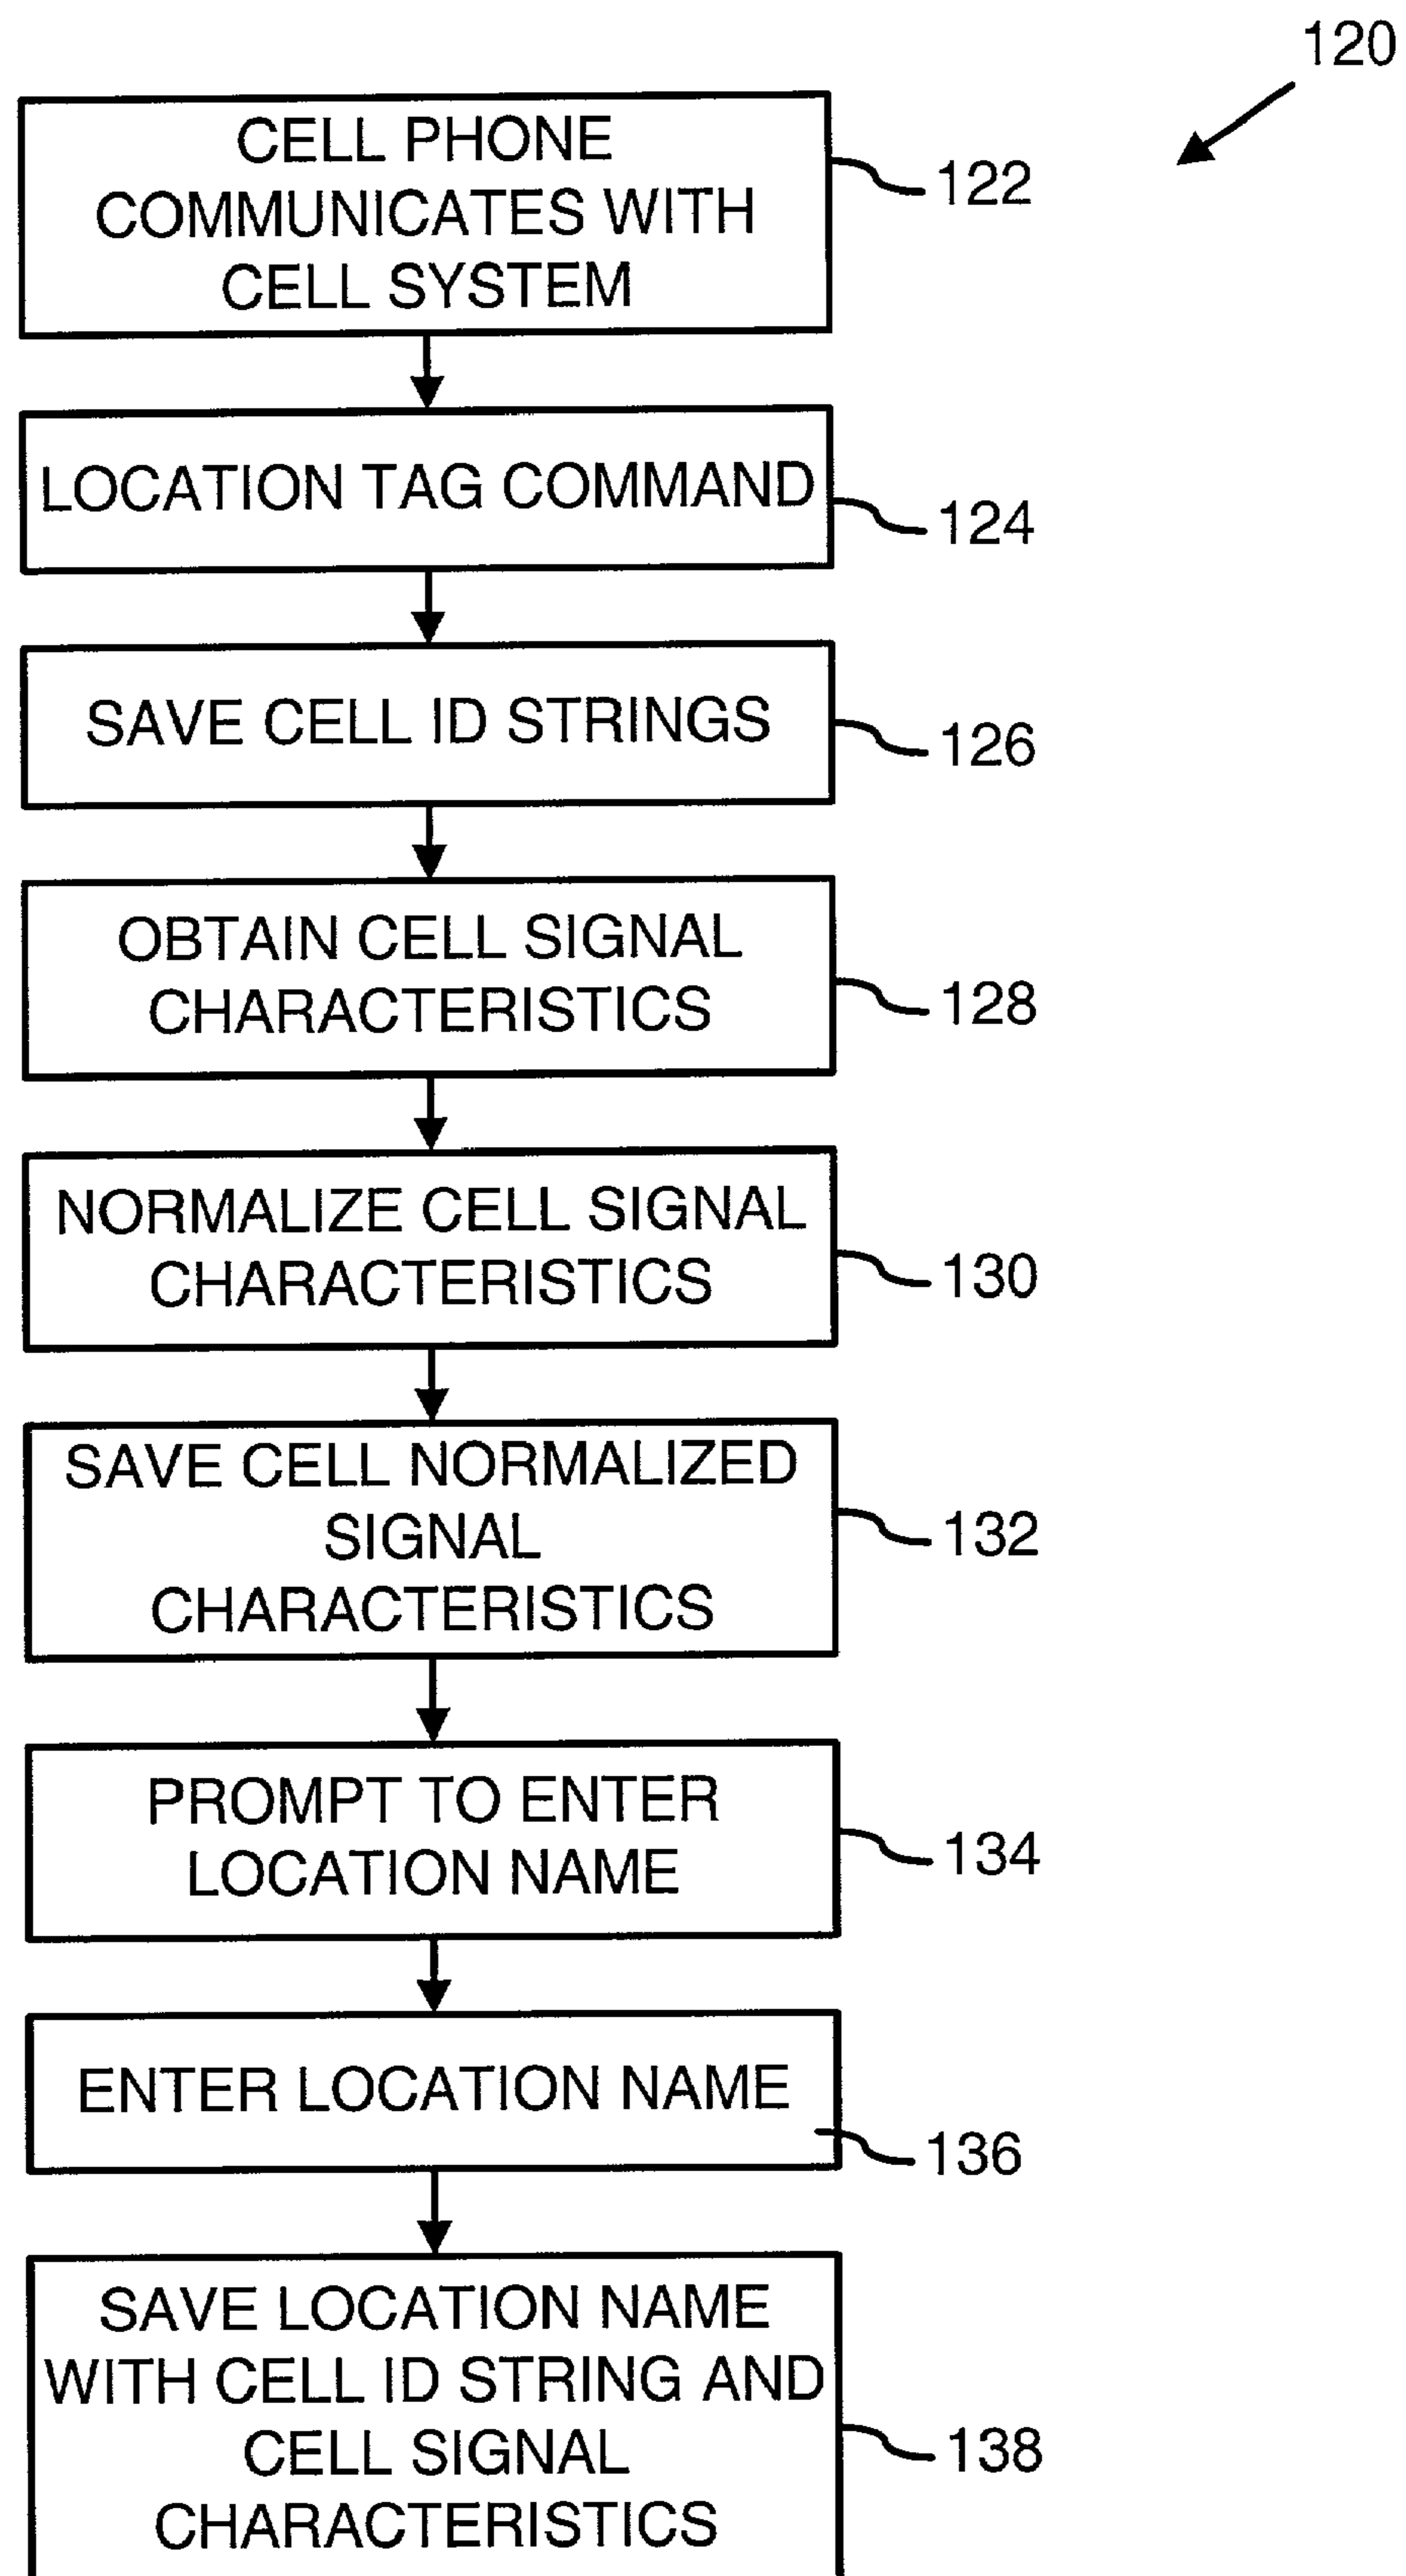 120
CELL PHONE
COMMUNICATES WITH
CELL SYSTEM
122
LOCATION TAG COMMAND
124
SAVE CELL ID STRINGS
126
OBTAIN CELL SIGNAL
CHARACTERISTICS
128
NORMALIZE CELL SIGNAL
CHARACTERISTICS
130
SAVE CELL NORMALIZED
SIGNAL
CHARACTERISTICS
132
PROMPT TO ENTER
LOCATION NAME
134
ENTER LOCATION NAME
136
SAVE LOCATION NAME
WITH CELL ID STRING AND
CELL SIGNAL
CHARACTERISTICS
138